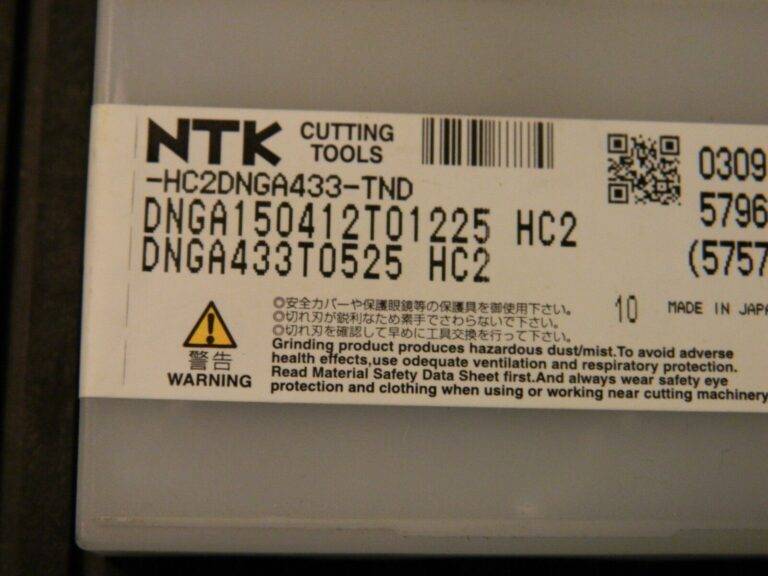 NTK CUTTING TOOLS
-HC2DNGA433-TND
DNGA150412T01225 HC2
DNGA433T0525 HC2
0309
5796
(5757
10 MADE IN JAPA
警告
WARNING
◎安全カバーや保護眼鏡等の保護具を御使用下さい。
◎切れ刃が鋭利なため素手でさわらないで下さい。
◎切れ刃を確認して早めに工具交換を行って下さい。
Grinding product produces hazardous dust/mist.To avoid adverse
health effects,use odequate ventilation and respiratory protection.
Read Material Safety Data Sheet first.And always wear safety eye
protection and clothing when using or working near cutting machinery